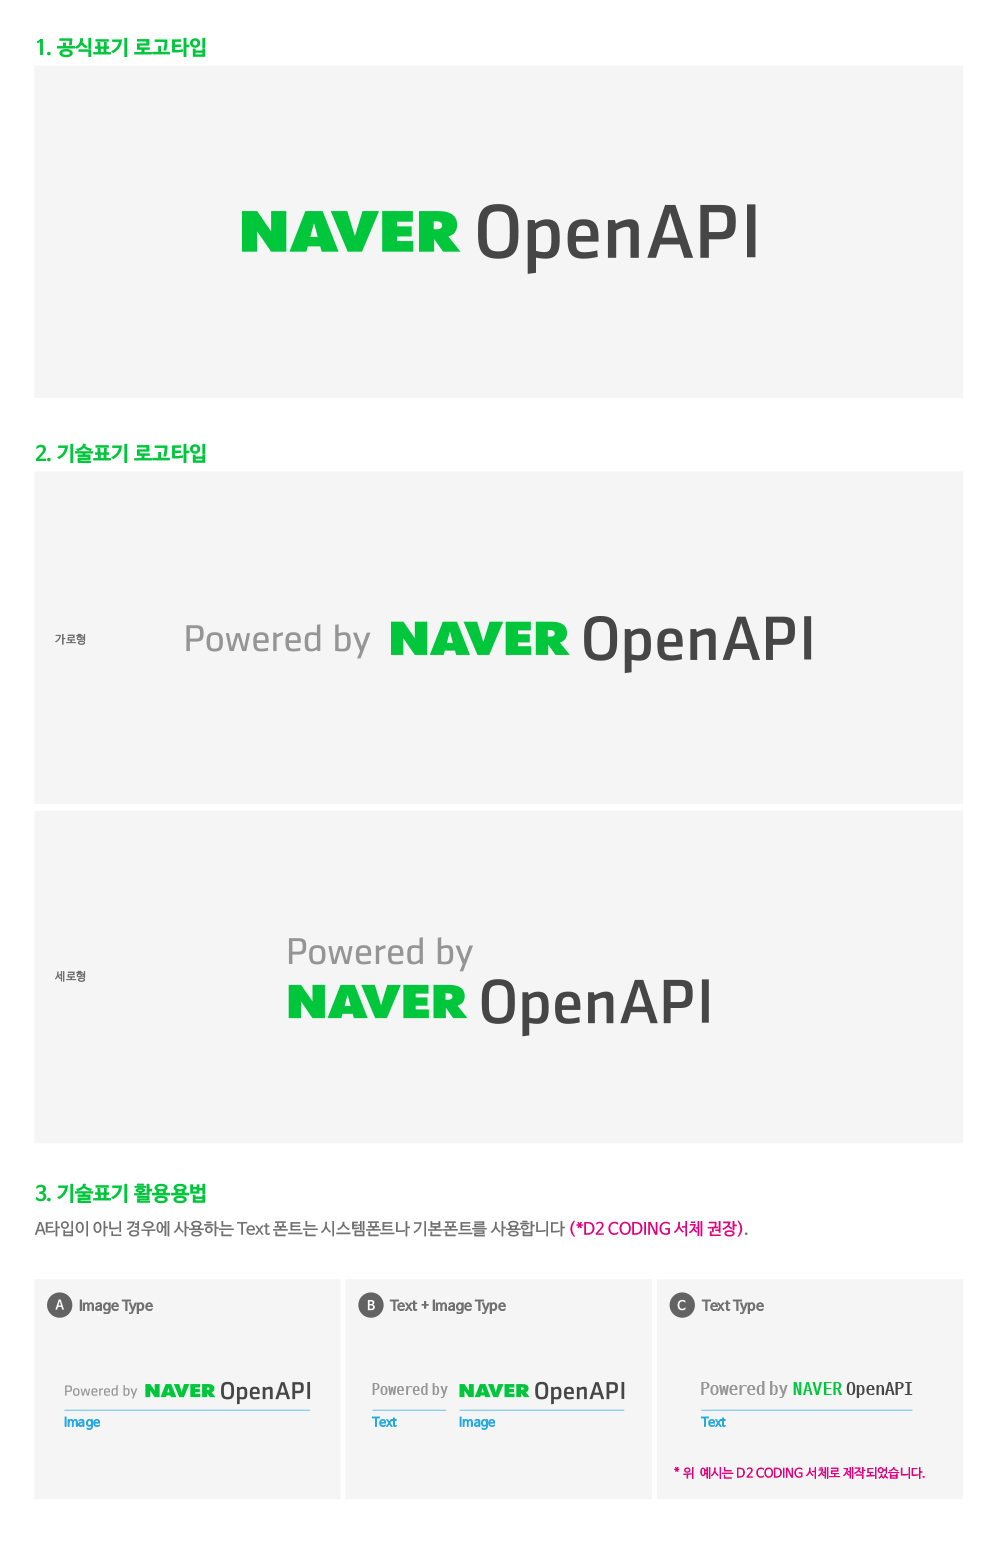 1. 공식표기 로고타입
NAVER OpenAPI
2. 기술표기 로고타입
가로형
Powered by NAVER OpenAPI
세로형
Powered by
NAVER OpenAPI
3. 기술표기 활용용법
A타입이 아닌 경우에 사용하는 Text 폰트는 시스템폰트나 기본폰트를 사용합니다 (*D2 CODING 서체 권장).
A Image Type
Powered by NAVER OpenAPI
Image
B Text + Image Type
Powered by NAVER OpenAPI
Text Image
C Text Type
Powered by NAVER OpenAPI
Text
* 위 예시는 D2 CODING 서체로 제작되었습니다.